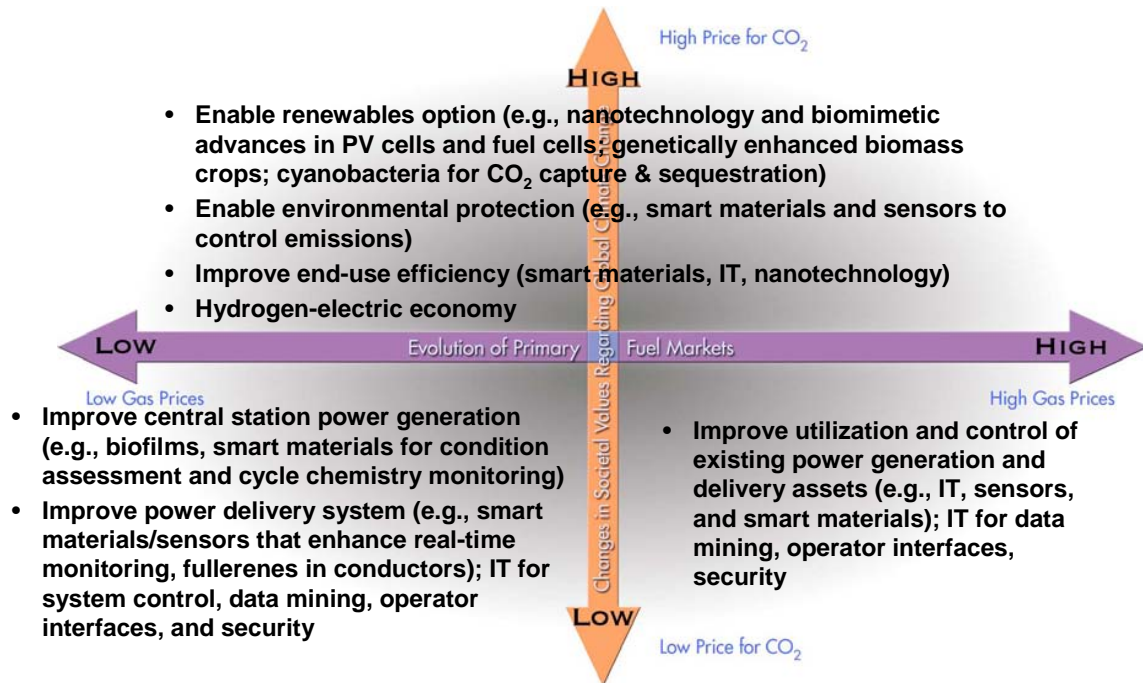 High Price for CO₂
HIGH
• Enable renewables option (e.g., nanotechnology and biomimetic
advances in PV cells and fuel cells; genetically enhanced biomass
crops; cyanobacteria for CO₂ capture & sequestration)
• Enable environmental protection (e.g., smart materials and sensors to
control emissions)
• Improve end-use efficiency (smart materials, IT, nanotechnology)
• Hydrogen-electric economy
Changes in Societal Values Regarding Global Climate Change
LOW
Evolution of Primary Fuel Markets
HIGH
Low Gas Prices
High Gas Prices
• Improve central station power generation
(e.g., biofilms, smart materials for condition
assessment and cycle chemistry monitoring)
• Improve power delivery system (e.g., smart
materials/sensors that enhance real-time
monitoring, fullerenes in conductors); IT for
system control, data mining, operator
interfaces, and security
• Improve utilization and control of
existing power generation and
delivery assets (e.g., IT, sensors,
and smart materials); IT for data
mining, operator interfaces,
security
LOW
Low Price for CO₂